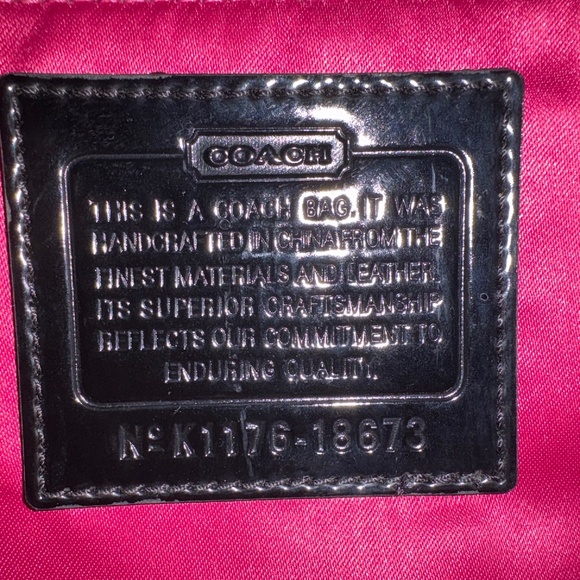 COACH
THIS IS A COACH BAG. IT WAS
HANDCRAFTED IN CHINA FROM THE
FINEST MATERIALS AND LEATHER.
ITS SUPERIOR CRAFTSMANSHIP
REFLECTS OUR COMMITMENT TO
ENDURING QUALITY.
Nº K1176-18673